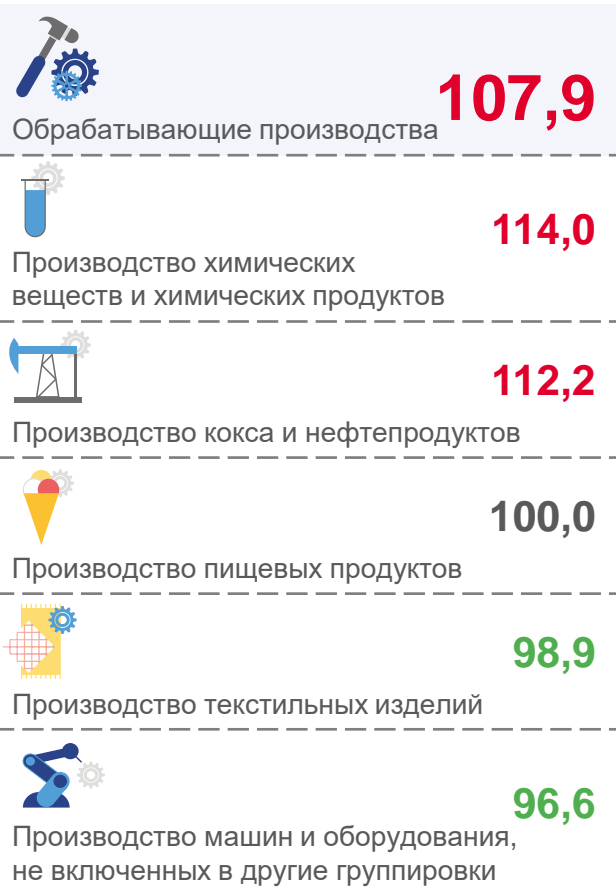 107,9
Обрабатывающие производства
114,0
Производство химических
веществ и химических продуктов
112,2
Производство кокса и нефтепродуктов
100,0
Производство пищевых продуктов
98,9
Производство текстильных изделий
96,6
Производство машин и оборудования,
не включенных в другие группировки